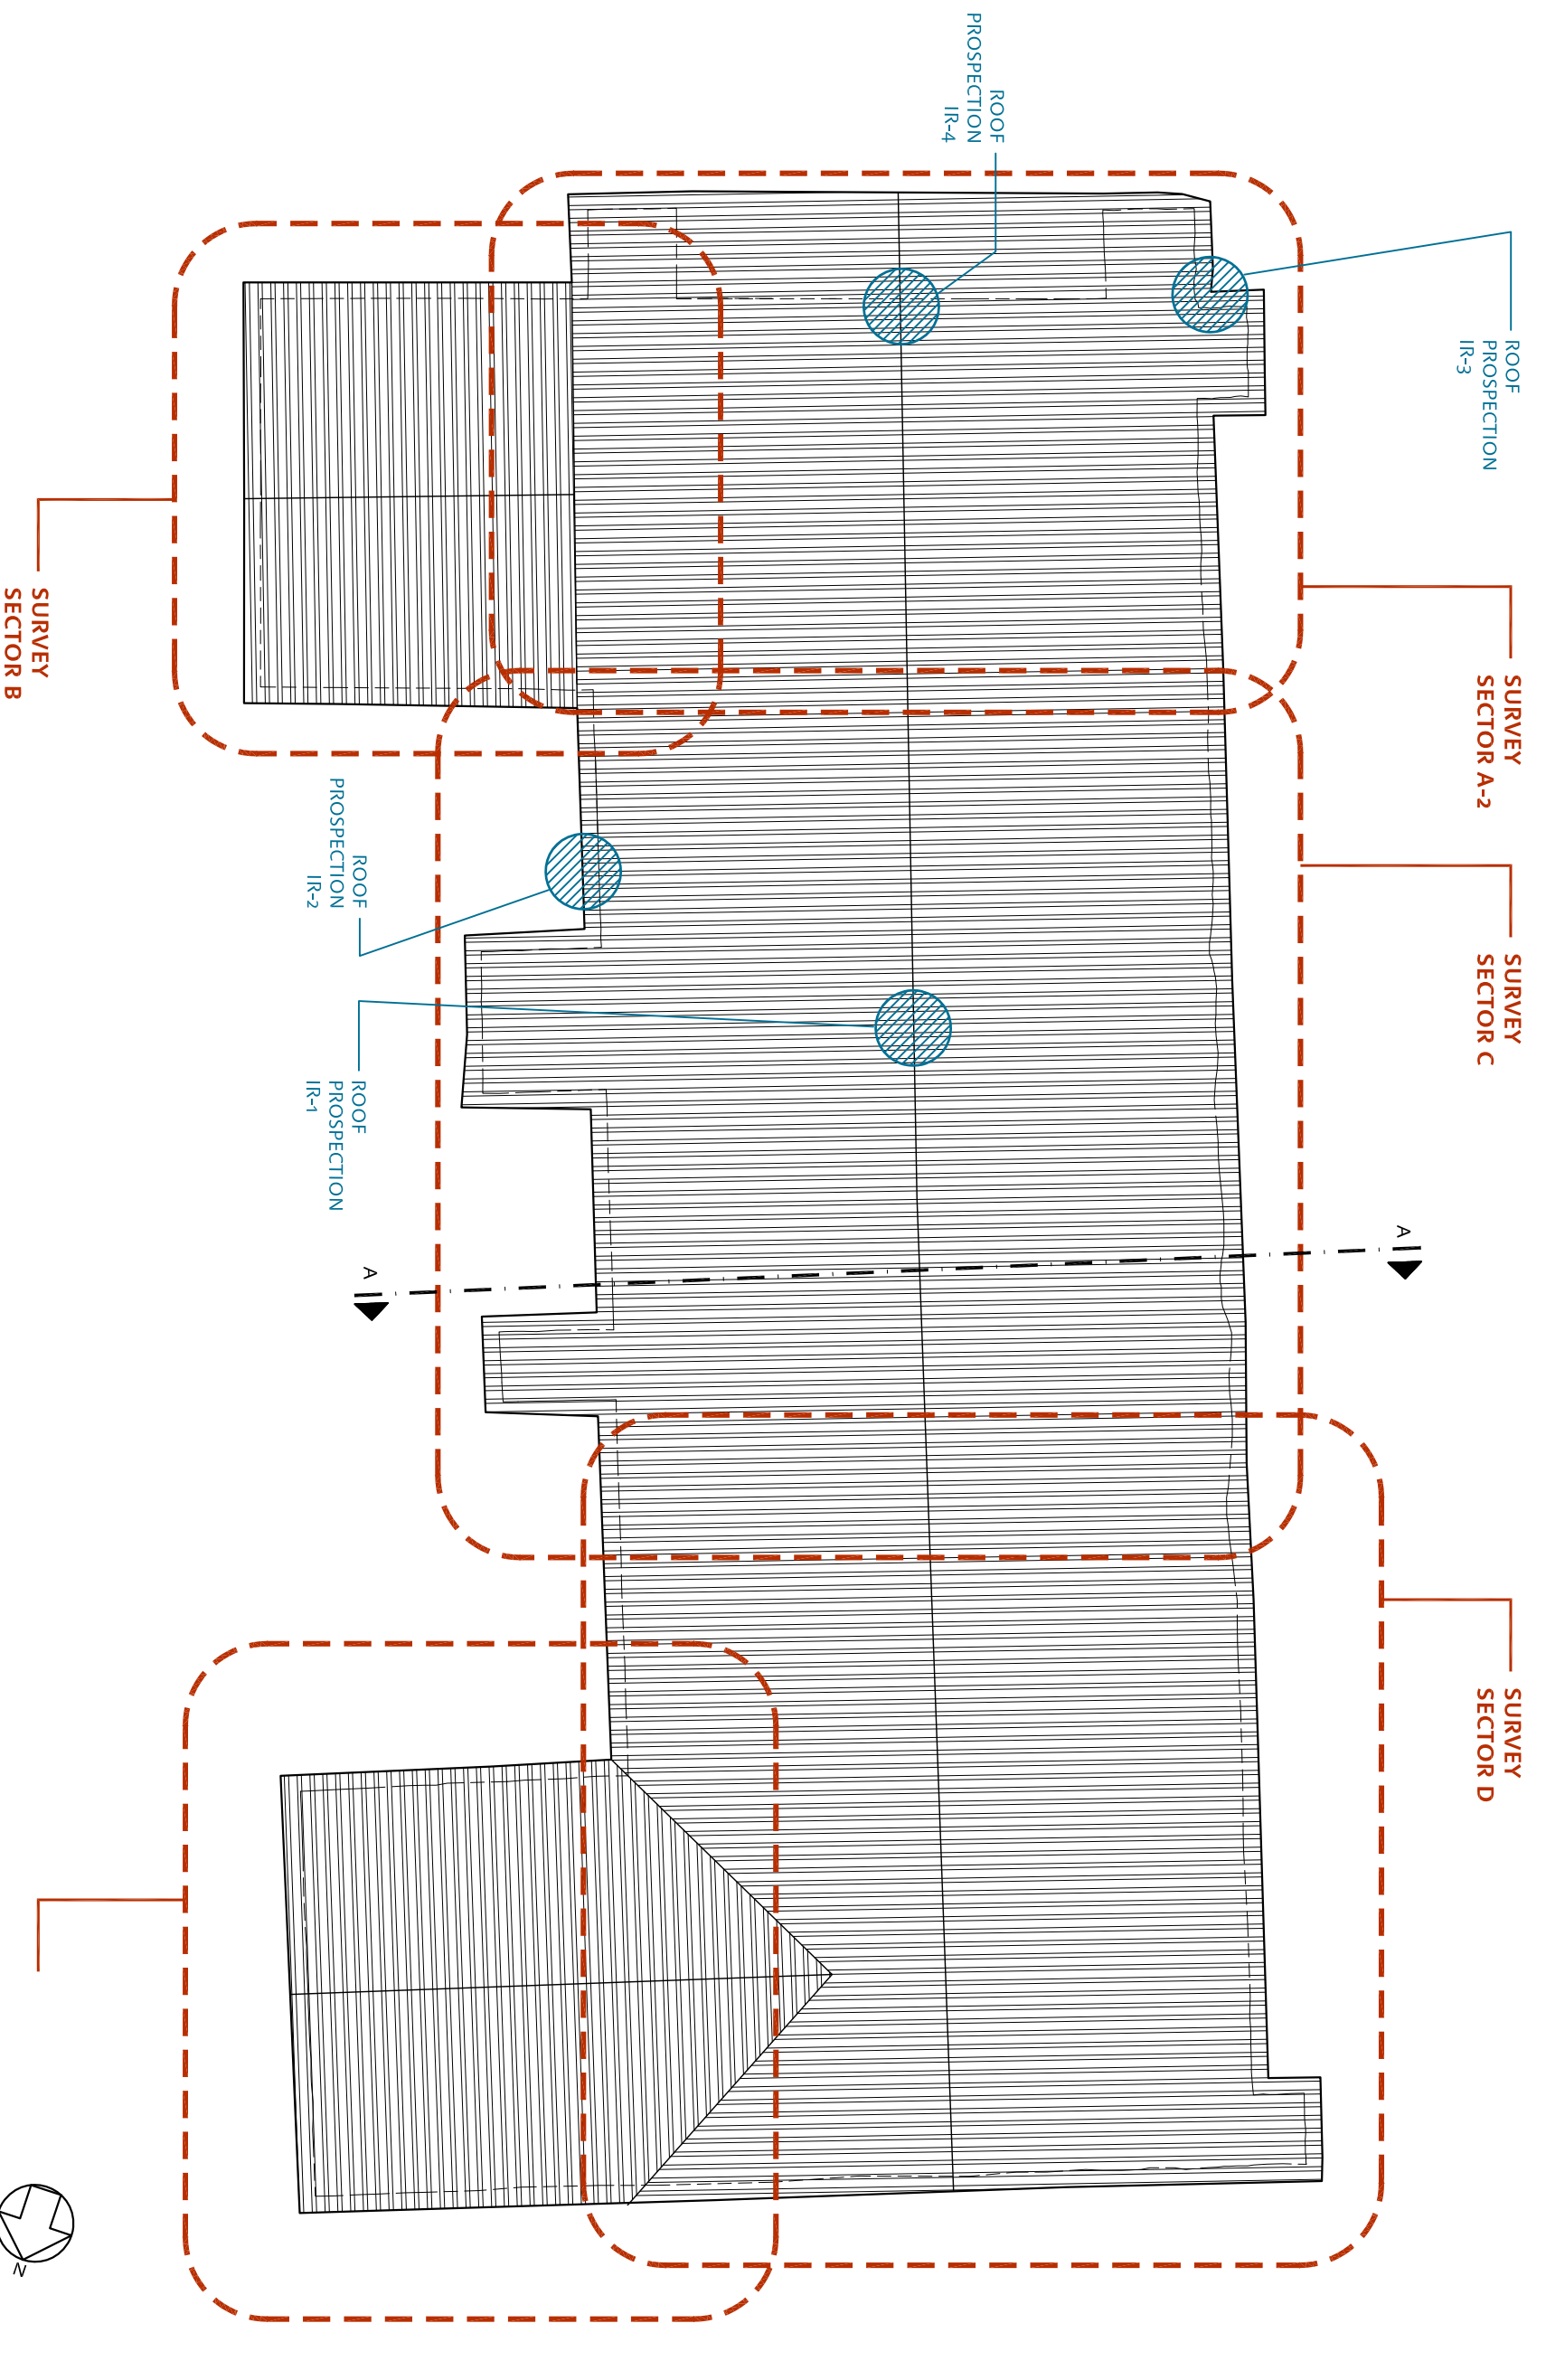 ROOF
PROSPECTION
IR-4
ROOF
PROSPECTION
IR-3
SURVEY
SECTOR B
SURVEY
SECTOR A-2
ROOF
PROSPECTION
IR-2
SURVEY
SECTOR C
ROOF
PROSPECTION
IR-1
A
A
SURVEY
SECTOR D
N